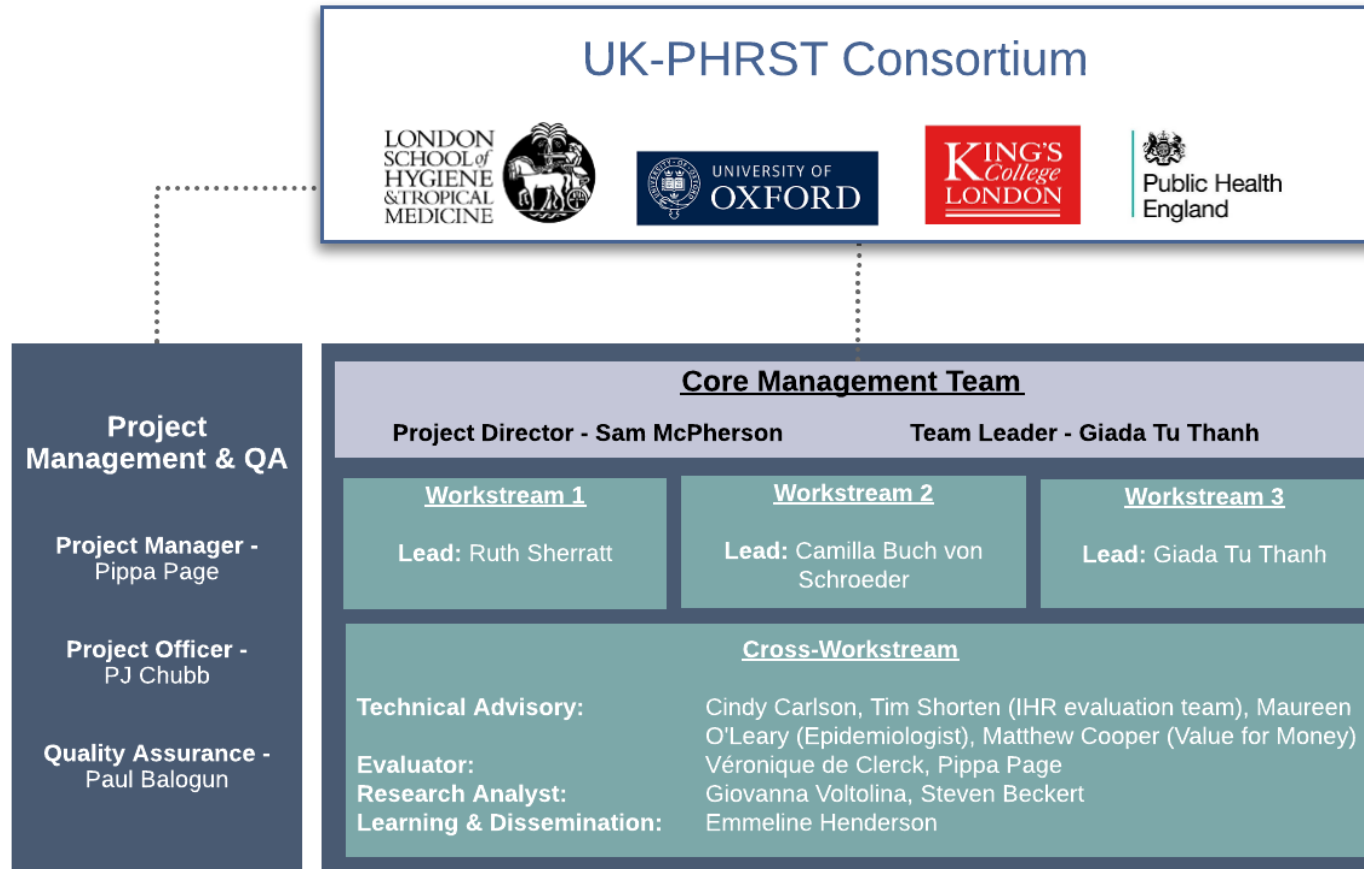 UK-PHRST Consortium
LONDON
SCHOOL of
HYGIENE
&TROPICAL
MEDICINE
UNIVERSITY OF
OXFORD
KING'S
College
LONDON
Public Health
England
Project
Management & QA
Project Manager -
Pippa Page
Project Officer -
PJ Chubb
Quality Assurance -
Paul Balogun
Core Management Team
Project Director - Sam McPherson
Team Leader - Giada Tu Thanh
Workstream 1
Lead: Ruth Sherratt
Workstream 2
Lead: Camilla Buch von
Schroeder
Workstream 3
Lead: Giada Tu Thanh
Cross-Workstream
Technical Advisory: Cindy Carlson, Tim Shorten (IHR evaluation team), Maureen
O'Leary (Epidemiologist), Matthew Cooper (Value for Money)
Evaluator: Véronique de Clerck, Pippa Page
Research Analyst: Giovanna Voltolina, Steven Beckert
Learning & Dissemination: Emmeline Henderson